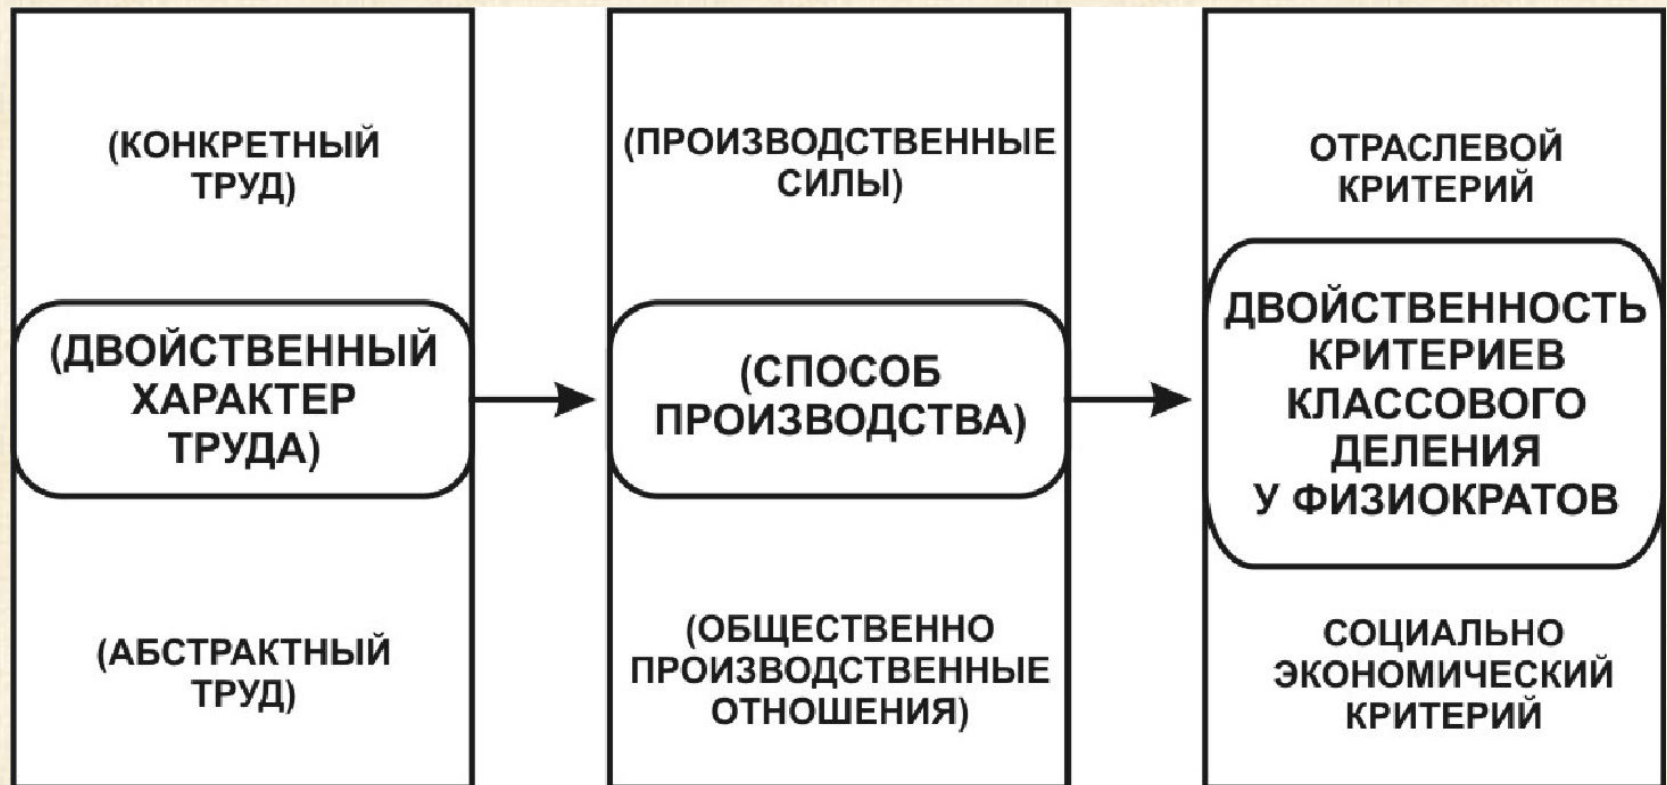 (КОНКРЕТНЫЙ
ТРУД)
(ДВОЙСТВЕННЫЙ
ХАРАКТЕР
ТРУДА)
(АБСТРАКТНЫЙ
ТРУД)
(ПРОИЗВОДСТВЕННЫЕ
СИЛЫ)
(СПОСОБ
ПРОИЗВОДСТВА)
(ОБЩЕСТВЕННО
ПРОИЗВОДСТВЕННЫЕ
ОТНОШЕНИЯ)
ОТРАСЛЕВОЙ
КРИТЕРИЙ
ДВОЙСТВЕННОСТЬ
КРИТЕРИЕВ
КЛАССОВОГО
ДЕЛЕНИЯ
У ФИЗИОКРАТОВ
СОЦИАЛЬНО
ЭКОНОМИЧЕСКИЙ
КРИТЕРИЙ